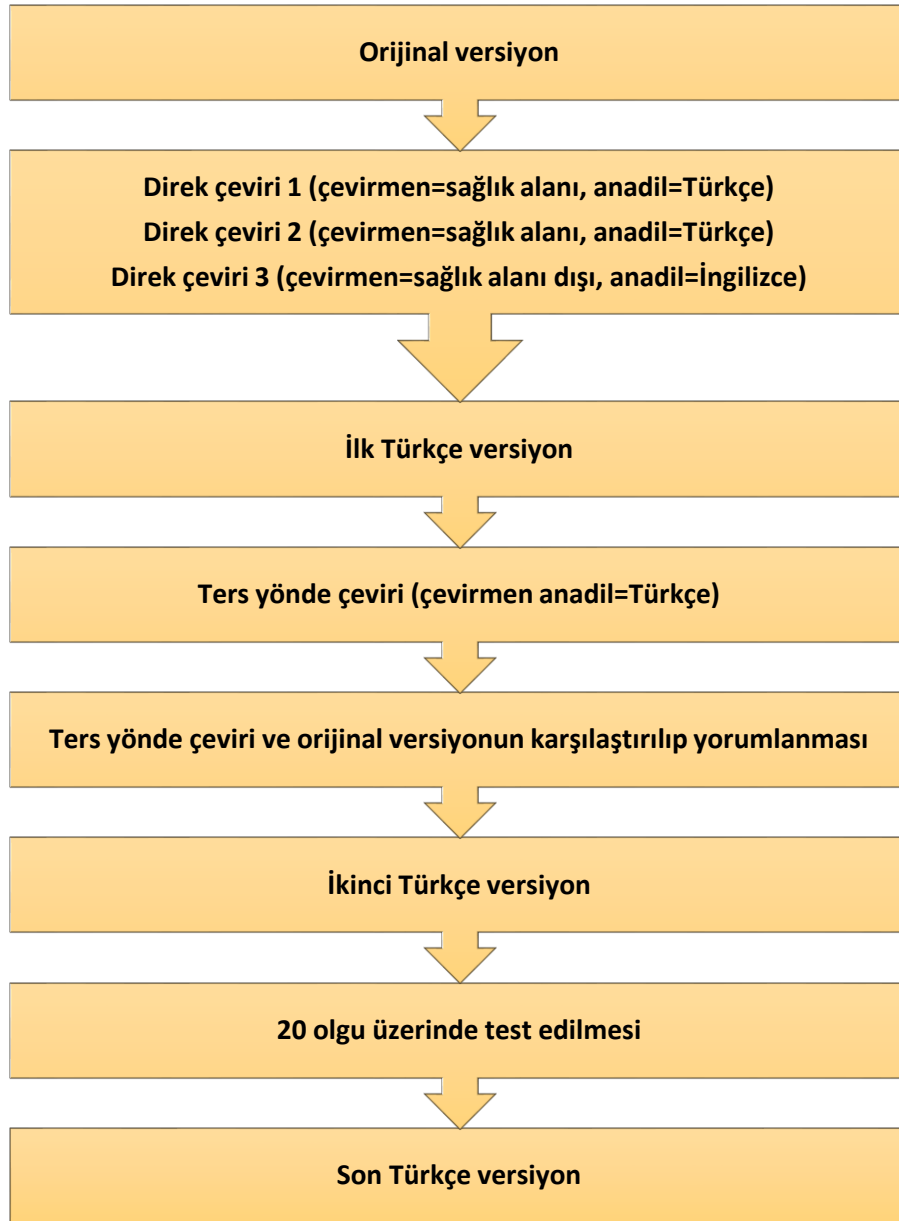 Orijinal versiyon
Direk çeviri 1 (çevirmen=sağlık alanı, anadil=Türkçe)
Direk çeviri 2 (çevirmen=sağlık alanı, anadil=Türkçe)
Direk çeviri 3 (çevirmen=sağlık alanı dışı, anadil=İngilizce)
İlk Türkçe versiyon
Ters yönde çeviri (çevirmen anadil=Türkçe)
Ters yönde çeviri ve orijinal versiyonun karşılaştırılıp yorumlanması
İkinci Türkçe versiyon
20 olgu üzerinde test edilmesi
Son Türkçe versiyon